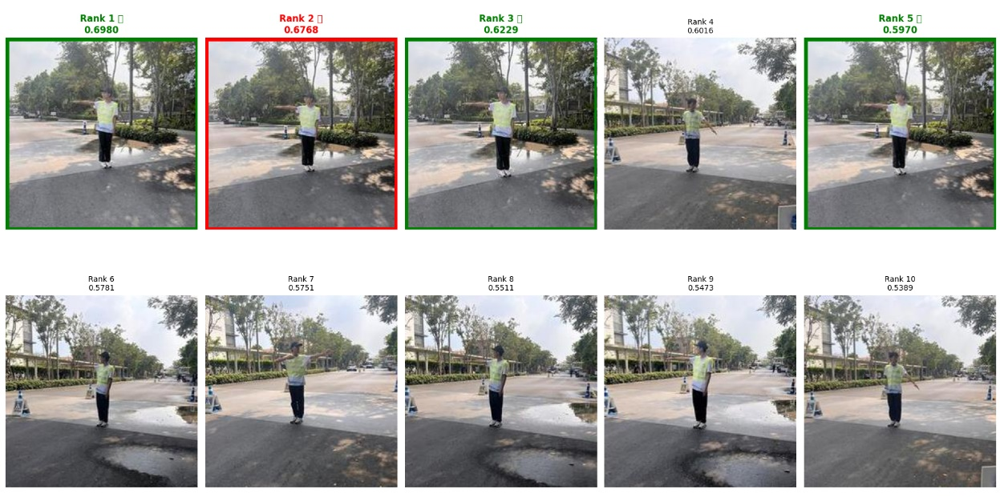 Rank 1
0.6980
Rank 2
0.6768
Rank 3
0.6229
Rank 4
0.6016
Rank 5
0.5970
Rank 6
0.5781
Rank 7
0.5751
Rank 8
0.5511
Rank 9
0.5473
Rank 10
0.5389